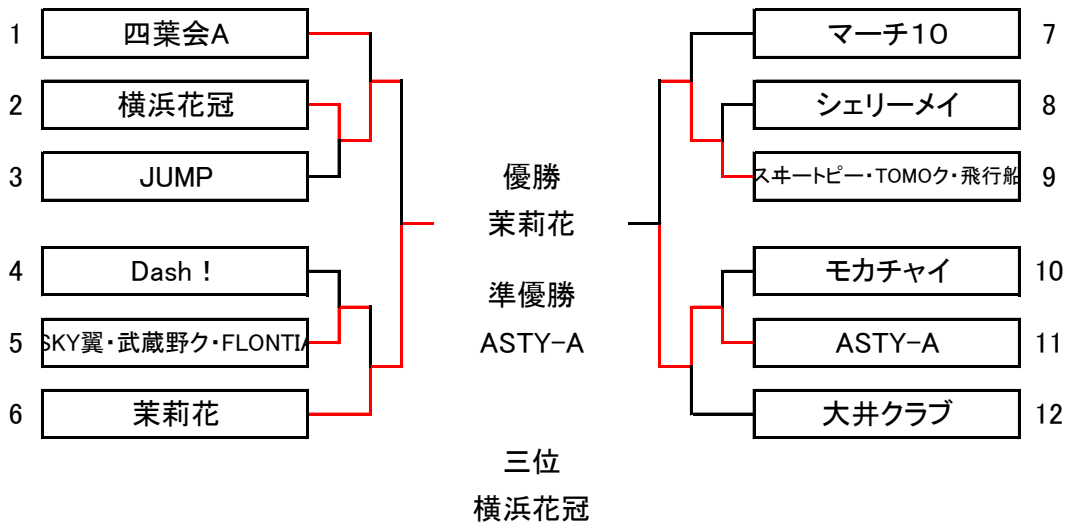 1 四葉会A
2 横浜花冠
3 JUMP
4 Dash！
5 SKY翼・武蔵野ク・FLONTIA
6 茉莉花
優勝
茉莉花
準優勝
ASTY-A
三位
横浜花冠
マーチ10 7
シェリーメイ 8
スヰートピー・TOMOク・飛行船 9
モカチャイ 10
ASTY-A 11
大井クラブ 12